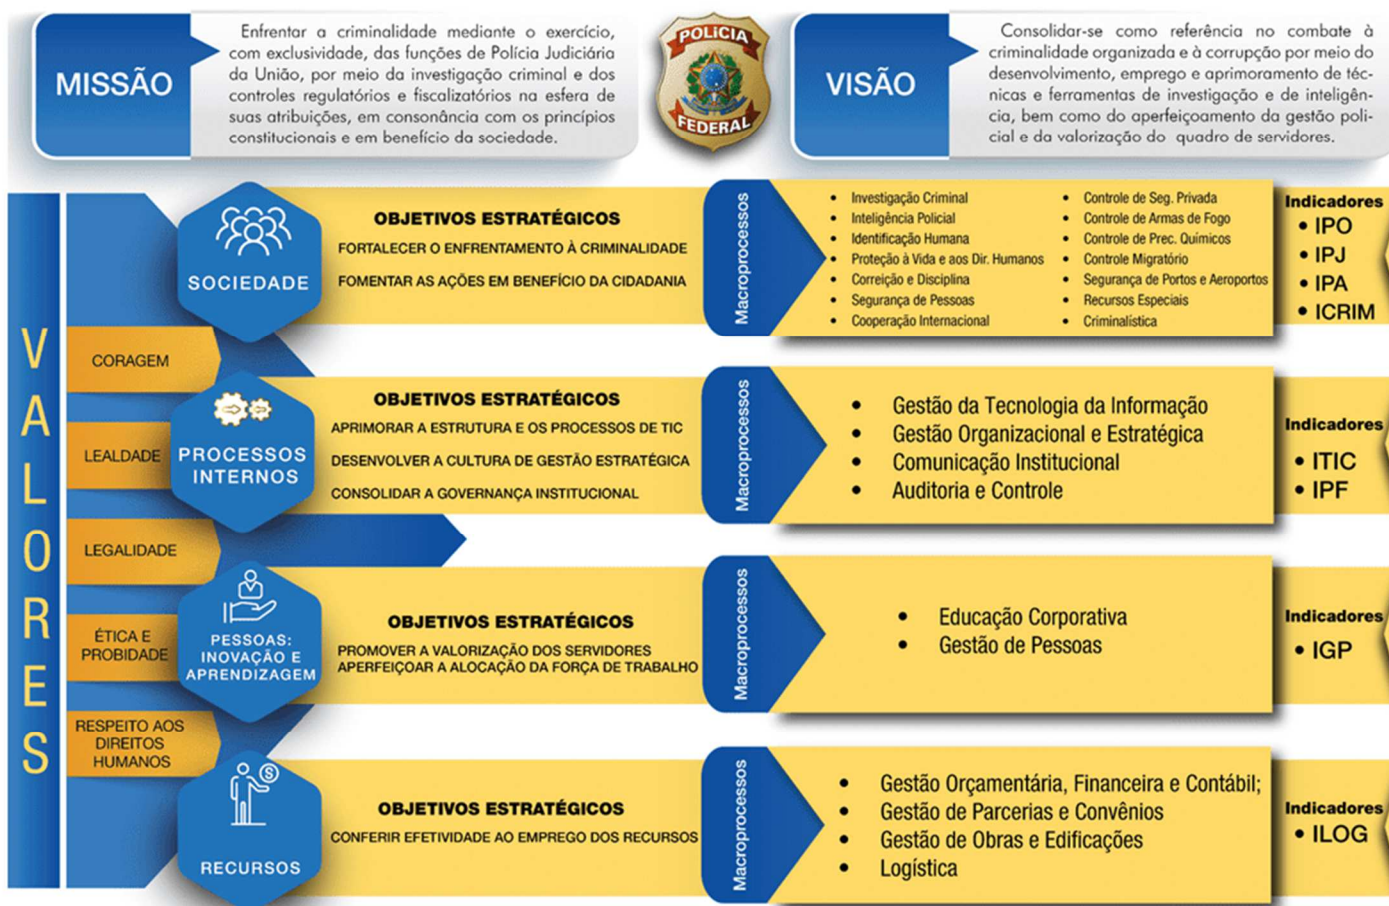 MISSÃO
Enfrentar a criminalidade mediante o exercício,
com exclusividade, das funções de Polícia Judiciária
da União, por meio da investigação criminal e dos
controles regulatórios e fiscalizatórios na esfera de
suas atribuições, em consonância com os princípios
constitucionais e em benefício da sociedade.
POLÍCIA
FEDERAL
VISÃO
Consolidar-se como referência no combate à
criminalidade organizada e à corrupção por meio do
desenvolvimento, emprego e aprimoramento de téc-
nicas e ferramentas de investigação e de inteligên-
cia, bem como do aperfeiçoamento da gestão poli-
cial e da valorização do quadro de servidores.
VALORES
CORAGEM
LEALDADE
LEGALIDADE
ÉTICA E
PROBIDADE
RESPEITO AOS
DIREITOS
HUMANOS
SOCIEDADE
OBJETIVOS ESTRATÉGICOS
FORTALECER O ENFRENTAMENTO À CRIMINALIDADE
FOMENTAR AS AÇÕES EM BENEFÍCIO DA CIDADANIA
Macroprocessos
• Investigação Criminal
• Inteligência Policial
• Identificação Humana
• Proteção à Vida e aos Dir. Humanos
• Correição e Disciplina
• Segurança de Pessoas
• Cooperação Internacional
• Controle de Seg. Privada
• Controle de Armas de Fogo
• Controle de Prec. Químicos
• Controle Migratório
• Segurança de Portos e Aeroportos
• Recursos Especiais
• Criminalística
Indicadores
• IPO
• IPJ
• IPA
• ICRIM
PROCESSOS
INTERNOS
OBJETIVOS ESTRATÉGICOS
APRIMORAR A ESTRUTURA E OS PROCESSOS DE TIC
DESENVOLVER A CULTURA DE GESTÃO ESTRATÉGICA
CONSOLIDAR A GOVERNANÇA INSTITUCIONAL
Macroprocessos
• Gestão da Tecnologia da Informação
• Gestão Organizacional e Estratégica
• Comunicação Institucional
• Auditoria e Controle
Indicadores
• ITIC
• IPF
PESSOAS:
INOVAÇÃO E
APRENDIZAGEM
OBJETIVOS ESTRATÉGICOS
PROMOVER A VALORIZAÇÃO DOS SERVIDORES
APERFEIÇOAR A ALOCAÇÃO DA FORÇA DE TRABALHO
Macroprocessos
• Educação Corporativa
• Gestão de Pessoas
Indicadores
• IGP
RECURSOS
OBJETIVOS ESTRATÉGICOS
CONFERIR EFETIVIDADE AO EMPREGO DOS RECURSOS
Macroprocessos
• Gestão Orçamentária, Financeira e Contábil;
• Gestão de Parcerias e Convênios
• Gestão de Obras e Edificações
• Logística
Indicadores
• ILOG